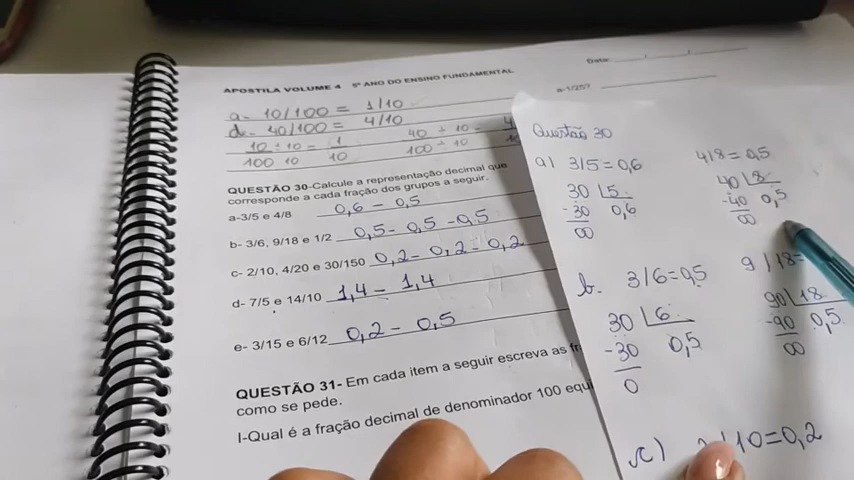 APOSTILA VOLUME 4 5º ANO DO ENSINO FUNDAMENTAL
Data:
a- 10/100 = 1/10
d- 40/100 = 4/10
10 ÷ 10 = 1
100 10 10
40 ÷ 10 = 4
100 ÷ 10 10
QUESTÃO 30-Calcule a representação decimal que
corresponde a cada fração dos grupos a seguir.
a-3/5 e 4/8 0,6 - 0,5
b- 3/6, 9/18 e 1/2 0,5 - 0,5 - 0,5
c- 2/10, 4/20 e 30/150 0,2 - 0,2 - 0,2
d- 7/5 e 14/10 1,4 - 1,4
e- 3/15 e 6/12 0,2 - 0,5
QUESTÃO 31- Em cada item a seguir escreva as
como se pede.
I-Qual é a fração decimal de denominador 100
a-1/25?
Questão 30
a) 3/5 = 0,6
30 5
-30 0,6
00
4/8 = 0,5
40 8
-40 0,5
00
b. 3/6 = 0,5
30 6
-30 0,5
0
9/18=
90 18
-90 0,5
00
c) /10 = 0,2